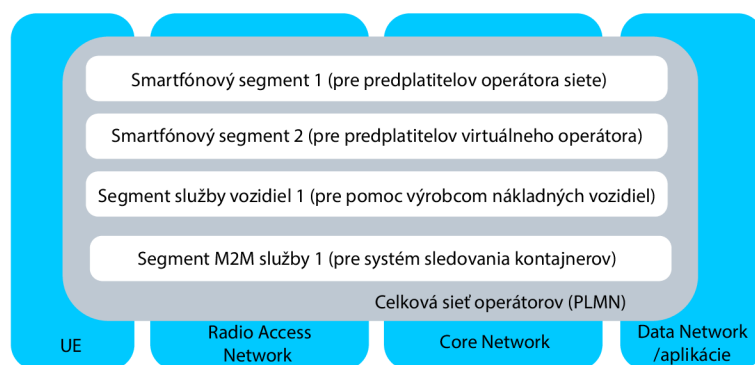 Smartfónový segment 1 (pre predplatitelov operátora siete)
Smartfónový segment 2 (pre predplatitelov virtuálneho operátora)
Segment služby vozidiel 1 (pre pomoc výrobcom nákladných vozidiel)
Segment M2M služby 1 (pre systém sledovania kontajnerov)
Celková sieť operátorov (PLMN)
UE
Radio Access
Network
Core Network
Data Network
/aplikácie